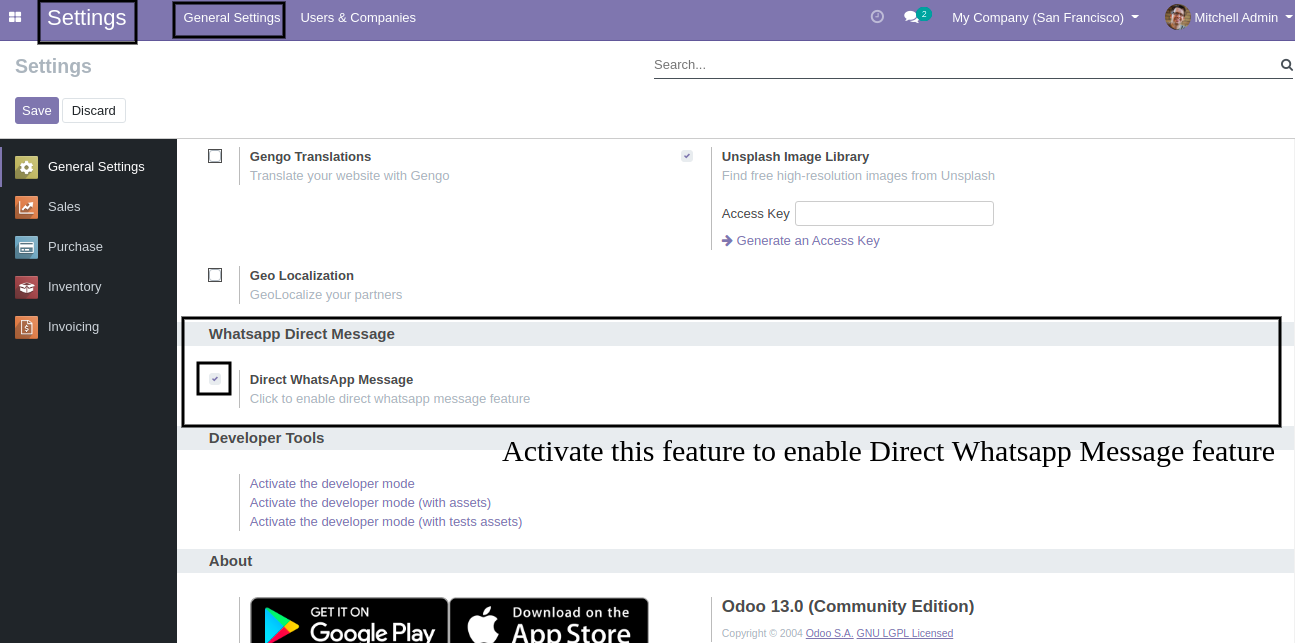 Settings General Settings Users & Companies 2 My Company (San Francisco) Mitchell Admin
Settings
Search...
Save Discard
General Settings
Sales
Purchase
Inventory
Invoicing
Gengo Translations
Translate your website with Gengo
Unsplash Image Library
Find free high-resolution images from Unsplash
Access Key
Generate an Access Key
Geo Localization
GeoLocalize your partners
Whatsapp Direct Message
Direct WhatsApp Message
Click to enable direct whatsapp message feature
Developer Tools
Activate this feature to enable Direct Whatsapp Message feature
Activate the developer mode
Activate the developer mode (with assets)
Activate the developer mode (with tests assets)
About
GET IT ON
Google Play
Download on the
App Store
Odoo 13.0 (Community Edition)
Copyright © 2004 Odoo S.A. GNU LGPL Licensed